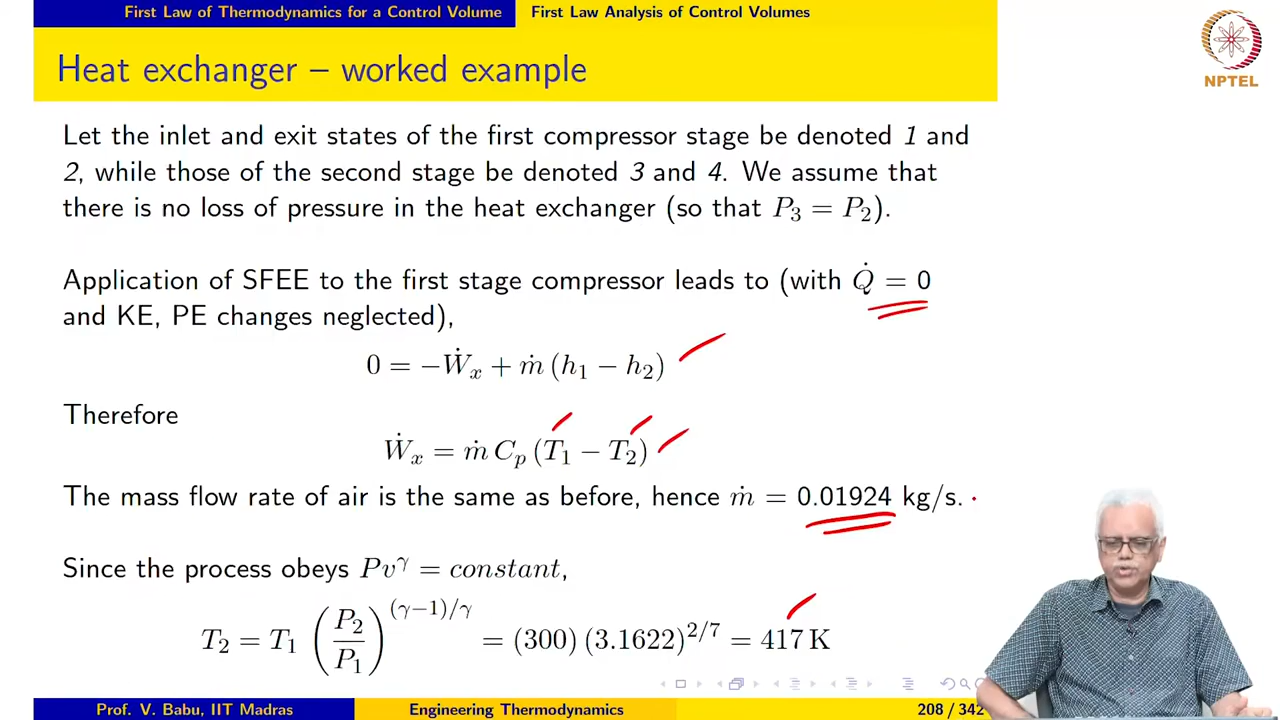 First Law of Thermodynamics for a Control Volume First Law Analysis of Control Volumes
NPTEL
Heat exchanger – worked example
Let the inlet and exit states of the first compressor stage be denoted 1 and
2, while those of the second stage be denoted 3 and 4. We assume that
there is no loss of pressure in the heat exchanger (so that P₃ = P₂).
Application of SFEE to the first stage compressor leads to (with Q̇ = 0
and KE, PE changes neglected),
0 = −Ẇₓ + ṁ (h₁ − h₂)
Therefore
Ẇₓ = ṁ Cₚ (T₁ − T₂)
The mass flow rate of air is the same as before, hence ṁ = 0.01924 kg/s.
Since the process obeys Pv^γ = constant,
T₂ = T₁ (P₂/P₁)^(γ−1)/γ = (300) (3.1622)^2/7 = 417 K
Prof. V. Babu, IIT Madras Engineering Thermodynamics 208 / 342